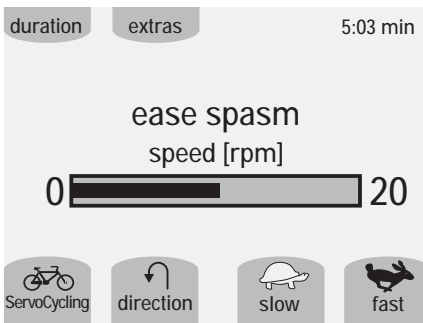 duration extras 5:03 min
ease spasm
speed [rpm]
0 20
ServoCycling direction slow fast